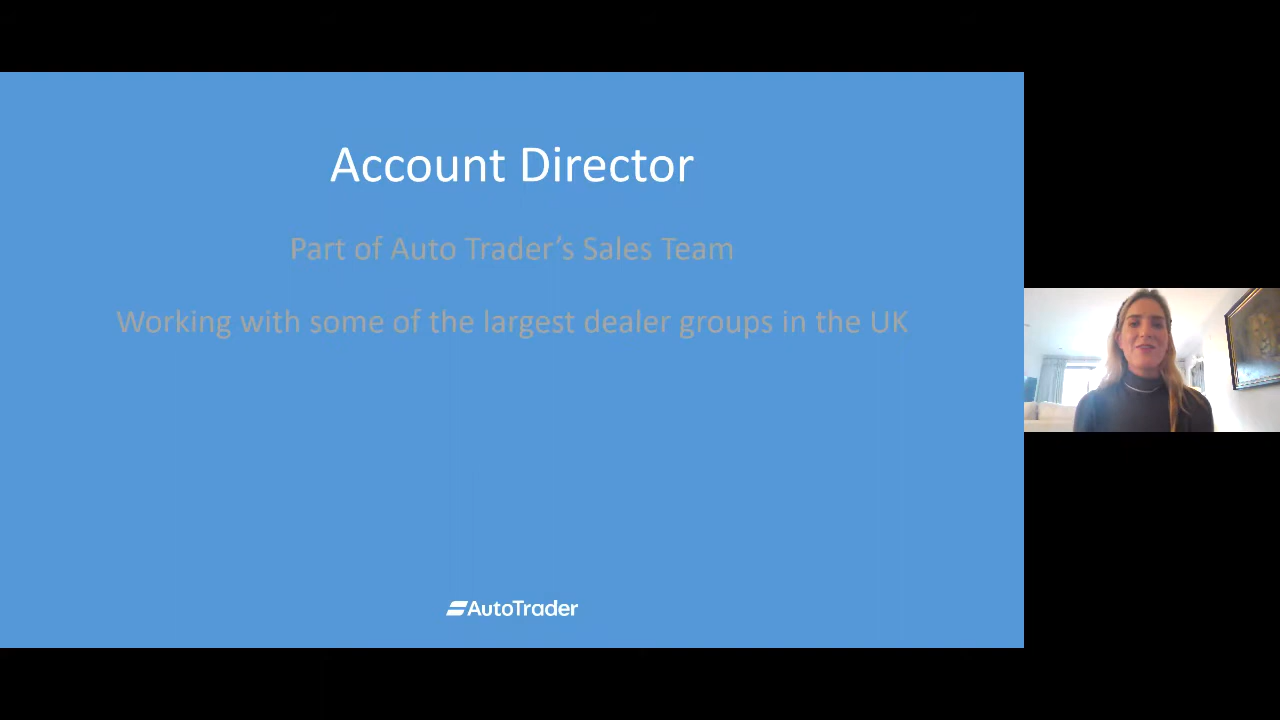 Account Director
Part of Auto Trader’s Sales Team
Working with some of the largest dealer groups in the UK
AutoTrader